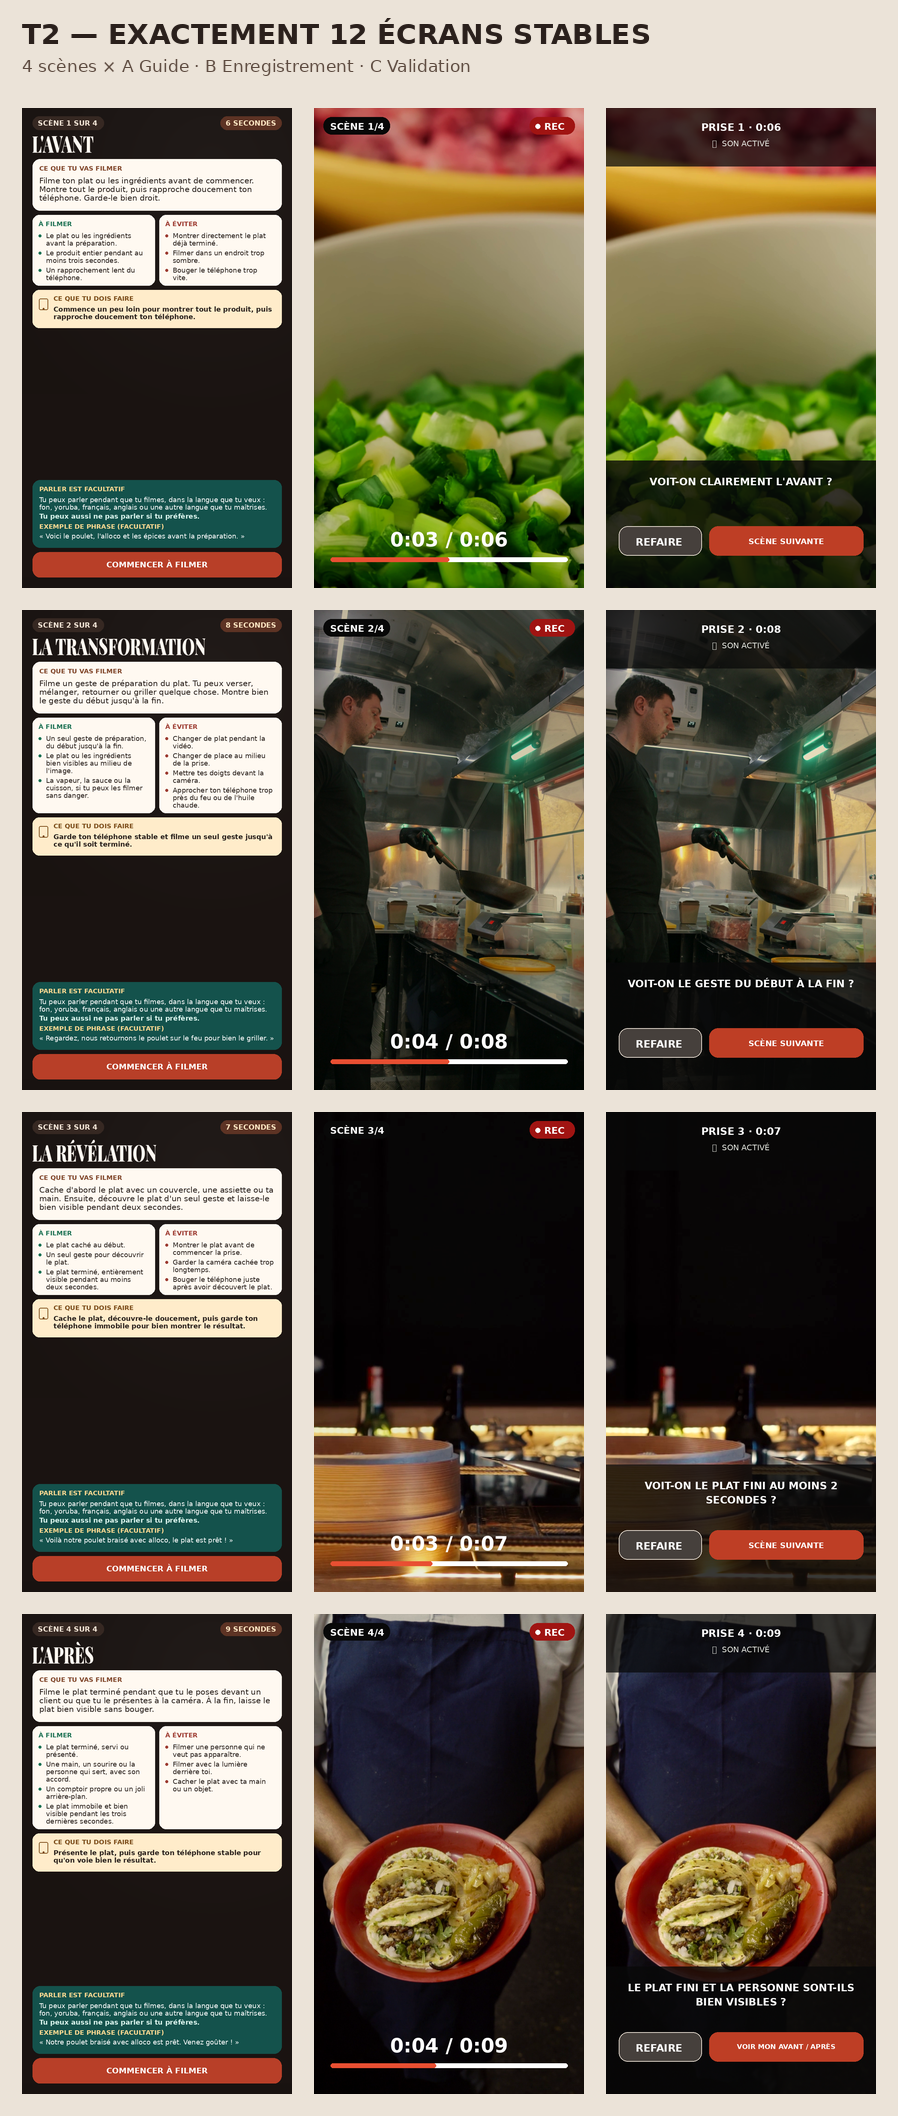 T2 — EXACTEMENT 12 ÉCRANS STABLES
4 scènes × A Guide · B Enregistrement · C Validation
SCÈNE 1 SUR 4
6 SECONDES
L'AVANT
CE QUE TU VAS FILMER
Filme ton plat ou les ingrédients avant de commencer.
Montre tout le produit, puis rapproche doucement ton
téléphone. Garde-le bien droit.
À FILMER
• Le plat ou les ingrédients
avant la préparation.
• Le produit entier pendant au
moins trois secondes.
• Un rapprochement lent du
téléphone.
À ÉVITER
• Montrer directement le plat
déjà terminé.
• Filmer dans un endroit trop
sombre.
• Bouger le téléphone trop
vite.
CE QUE TU DOIS FAIRE
Commence un peu loin pour montrer tout le produit, puis
rapproche doucement ton téléphone.
PARLER EST FACULTATIF
Tu peux parler pendant que tu filmes, dans la langue que tu veux :
fon, yoruba, français, anglais ou une autre langue que tu maîtrises.
Tu peux aussi ne pas parler si tu préfères.
EXEMPLE DE PHRASE (FACULTATIF)
« Voici le poulet, l'alloco et les épices avant la préparation. »
COMMENCER À FILMER
SCÈNE 1/4
● REC
0:03 / 0:06
PRISE 1 · 0:06
SON ACTIVÉ
VOIT-ON CLAIREMENT L'AVANT ?
REFAIRE
SCÈNE SUIVANTE
SCÈNE 2 SUR 4
8 SECONDES
LA TRANSFORMATION
CE QUE TU VAS FILMER
Filme un geste de préparation du plat. Tu peux verser,
mélanger, retourner ou griller quelque chose. Montre bien
le geste du début jusqu'à la fin.
À FILMER
• Un seul geste de préparation,
du début jusqu'à la fin.
• Le plat ou les ingrédients
bien visibles au milieu de
l'image.
• La vapeur, la sauce ou la
cuisson, si tu peux les filmer
sans danger.
À ÉVITER
• Changer de plat pendant la
vidéo.
• Changer de place au milieu
de la prise.
• Mettre tes doigts devant la
caméra.
• Approcher ton téléphone trop
près du feu ou de l'huile
chaude.
CE QUE TU DOIS FAIRE
Garde ton téléphone stable et filme un seul geste jusqu'à
ce qu'il soit terminé.
PARLER EST FACULTATIF
Tu peux parler pendant que tu filmes, dans la langue que tu veux :
fon, yoruba, français, anglais ou une autre langue que tu maîtrises.
Tu peux aussi ne pas parler si tu préfères.
EXEMPLE DE PHRASE (FACULTATIF)
« Regardez, nous retournons le poulet sur le feu pour bien le griller. »
COMMENCER À FILMER
SCÈNE 2/4
● REC
0:04 / 0:08
PRISE 2 · 0:08
SON ACTIVÉ
VOIT-ON LE GESTE DU DÉBUT À LA FIN ?
REFAIRE
SCÈNE SUIVANTE
SCÈNE 3 SUR 4
7 SECONDES
LA RÉVÉLATION
CE QUE TU VAS FILMER
Cache d'abord le plat avec un couvercle, une assiette ou ta
main. Ensuite, découvre le plat d'un seul geste et laisse-le
bien visible pendant deux secondes.
À FILMER
• Le plat caché au début.
• Un seul geste pour découvrir
le plat.
• Le plat terminé, entièrement
visible pendant au moins
deux secondes.
À ÉVITER
• Montrer le plat avant de
commencer la prise.
• Garder la caméra cachée trop
longtemps.
• Bouger le téléphone juste
après avoir découvert le plat.
CE QUE TU DOIS FAIRE
Cache le plat, découvre-le doucement, puis garde ton
téléphone immobile pour bien montrer le résultat.
PARLER EST FACULTATIF
Tu peux parler pendant que tu filmes, dans la langue que tu veux :
fon, yoruba, français, anglais ou une autre langue que tu maîtrises.
Tu peux aussi ne pas parler si tu préfères.
EXEMPLE DE PHRASE (FACULTATIF)
« Voilà notre poulet braisé avec alloco, le plat est prêt ! »
COMMENCER À FILMER
SCÈNE 3/4
● REC
0:03 / 0:07
PRISE 3 · 0:07
SON ACTIVÉ
VOIT-ON LE PLAT FINI AU MOINS 2
SECONDES ?
REFAIRE
SCÈNE SUIVANTE
SCÈNE 4 SUR 4
9 SECONDES
L'APRÈS
CE QUE TU VAS FILMER
Filme le plat terminé pendant que tu le poses devant un
client ou que tu le présentes à la caméra. À la fin, laisse le
plat bien visible sans bouger.
À FILMER
• Le plat terminé, servi ou
présenté.
• Une main, un sourire ou la
personne qui sert, avec son
accord.
• Un comptoir propre ou un joli
arrière-plan.
• Le plat immobile et bien
visible pendant les trois
dernières secondes.
À ÉVITER
• Filmer une personne qui ne
veut pas apparaître.
• Filmer avec la lumière
derrière toi.
• Cacher le plat avec ta main
ou un objet.
CE QUE TU DOIS FAIRE
Présente le plat, puis garde ton téléphone stable pour
qu'on voie bien le résultat.
PARLER EST FACULTATIF
Tu peux parler pendant que tu filmes, dans la langue que tu veux :
fon, yoruba, français, anglais ou une autre langue que tu maîtrises.
Tu peux aussi ne pas parler si tu préfères.
EXEMPLE DE PHRASE (FACULTATIF)
« Notre poulet braisé avec alloco est prêt. Venez goûter ! »
COMMENCER À FILMER
SCÈNE 4/4
● REC
0:04 / 0:09
PRISE 4 · 0:09
SON ACTIVÉ
LE PLAT FINI ET LA PERSONNE SONT-ILS
BIEN VISIBLES ?
REFAIRE
VOIR MON AVANT / APRÈS